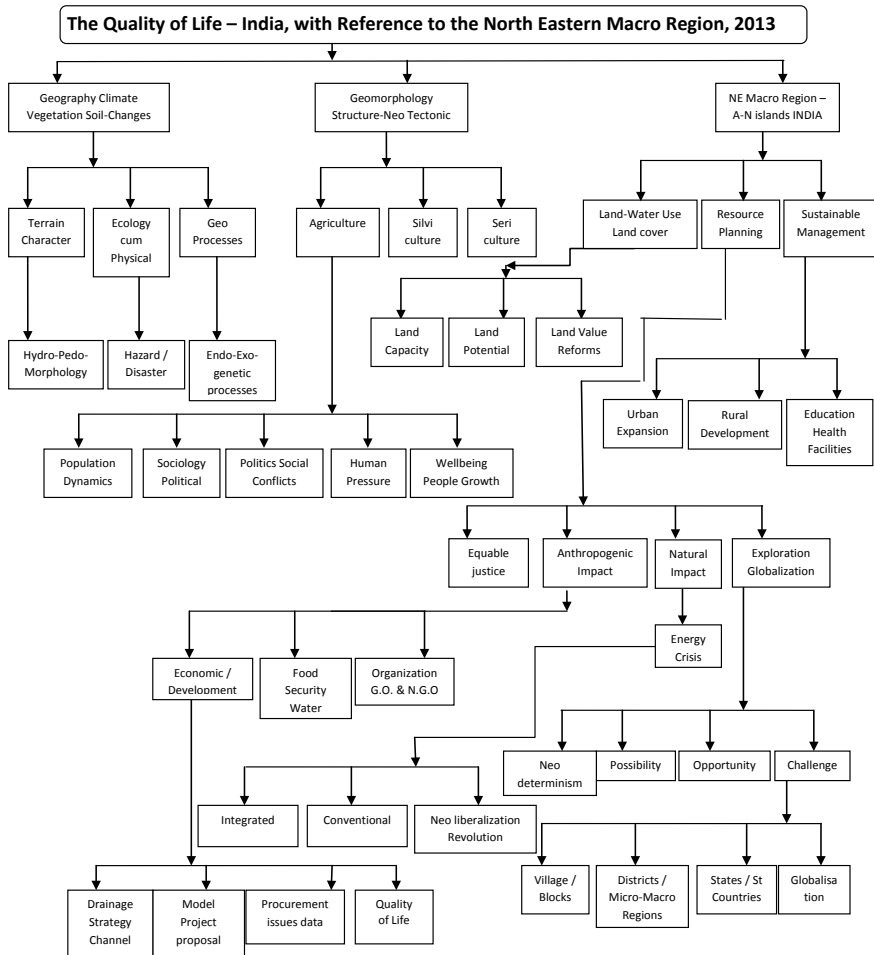 The Quality of Life – India, with Reference to the North Eastern Macro Region, 2013
Geography Climate
Vegetation Soil-Changes
Geomorphology
Structure-Neo Tectonic
NE Macro Region –
A-N islands INDIA
Terrain
Character
Ecology
cum
Physical
Geo
Processes
Agriculture
Silvi
culture
Seri
culture
Land-Water Use
Land cover
Resource
Planning
Sustainable
Management
Land
Capacity
Land
Potential
Land Value
Reforms
Hydro-Pedo-
Morphology
Hazard /
Disaster
Endo-Exo-
genetic
processes
Urban
Expansion
Rural
Development
Education
Health
Facilities
Population
Dynamics
Sociology
Political
Politics Social
Conflicts
Human
Pressure
Wellbeing
People Growth
Equable
justice
Anthropogenic
Impact
Natural
Impact
Exploration
Globalization
Energy
Crisis
Economic /
Development
Food
Security
Water
Organization
G.O. & N.G.O
Neo
determinism
Possibility
Opportunity
Challenge
Integrated
Conventional
Neo liberalization
Revolution
Village /
Blocks
Districts /
Micro-Macro
Regions
States / St
Countries
Globalisa
tion
Drainage
Strategy
Channel
Model
Project
proposal
Procurement
issues data
Quality
of Life